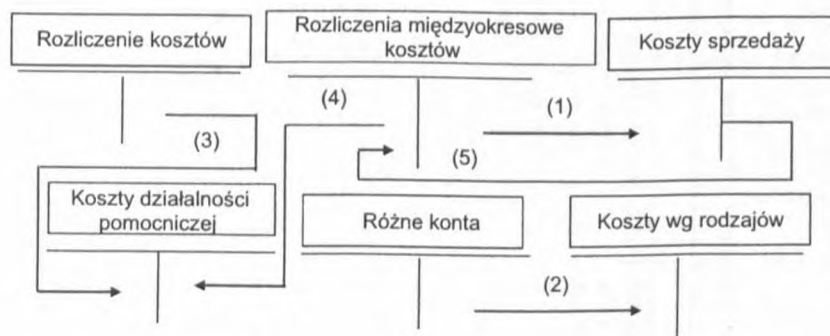 Rozliczenie kosztów
Rozliczenia międzyokresowe
kosztów
Koszty sprzedaży
(4)
(1)
(3)
(5)
Koszty działalności
pomocniczej
Różne konta
Koszty wg rodzajów
(2)